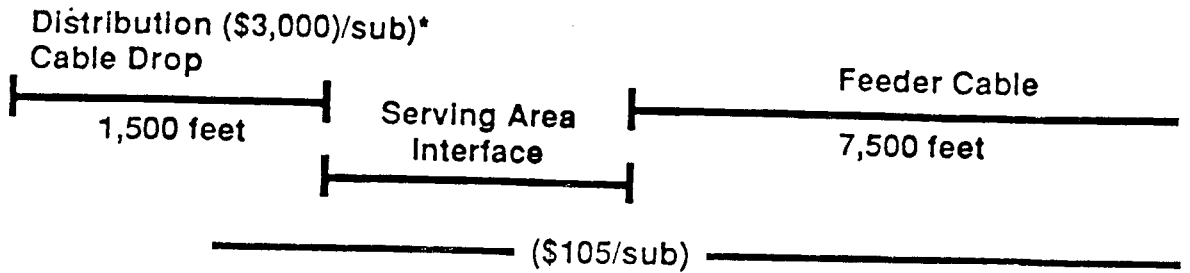 Distribution ($3,000)/sub)*
Cable Drop
1,500 feet
Serving Area
Interface
Feeder Cable
7,500 feet
($105/sub)